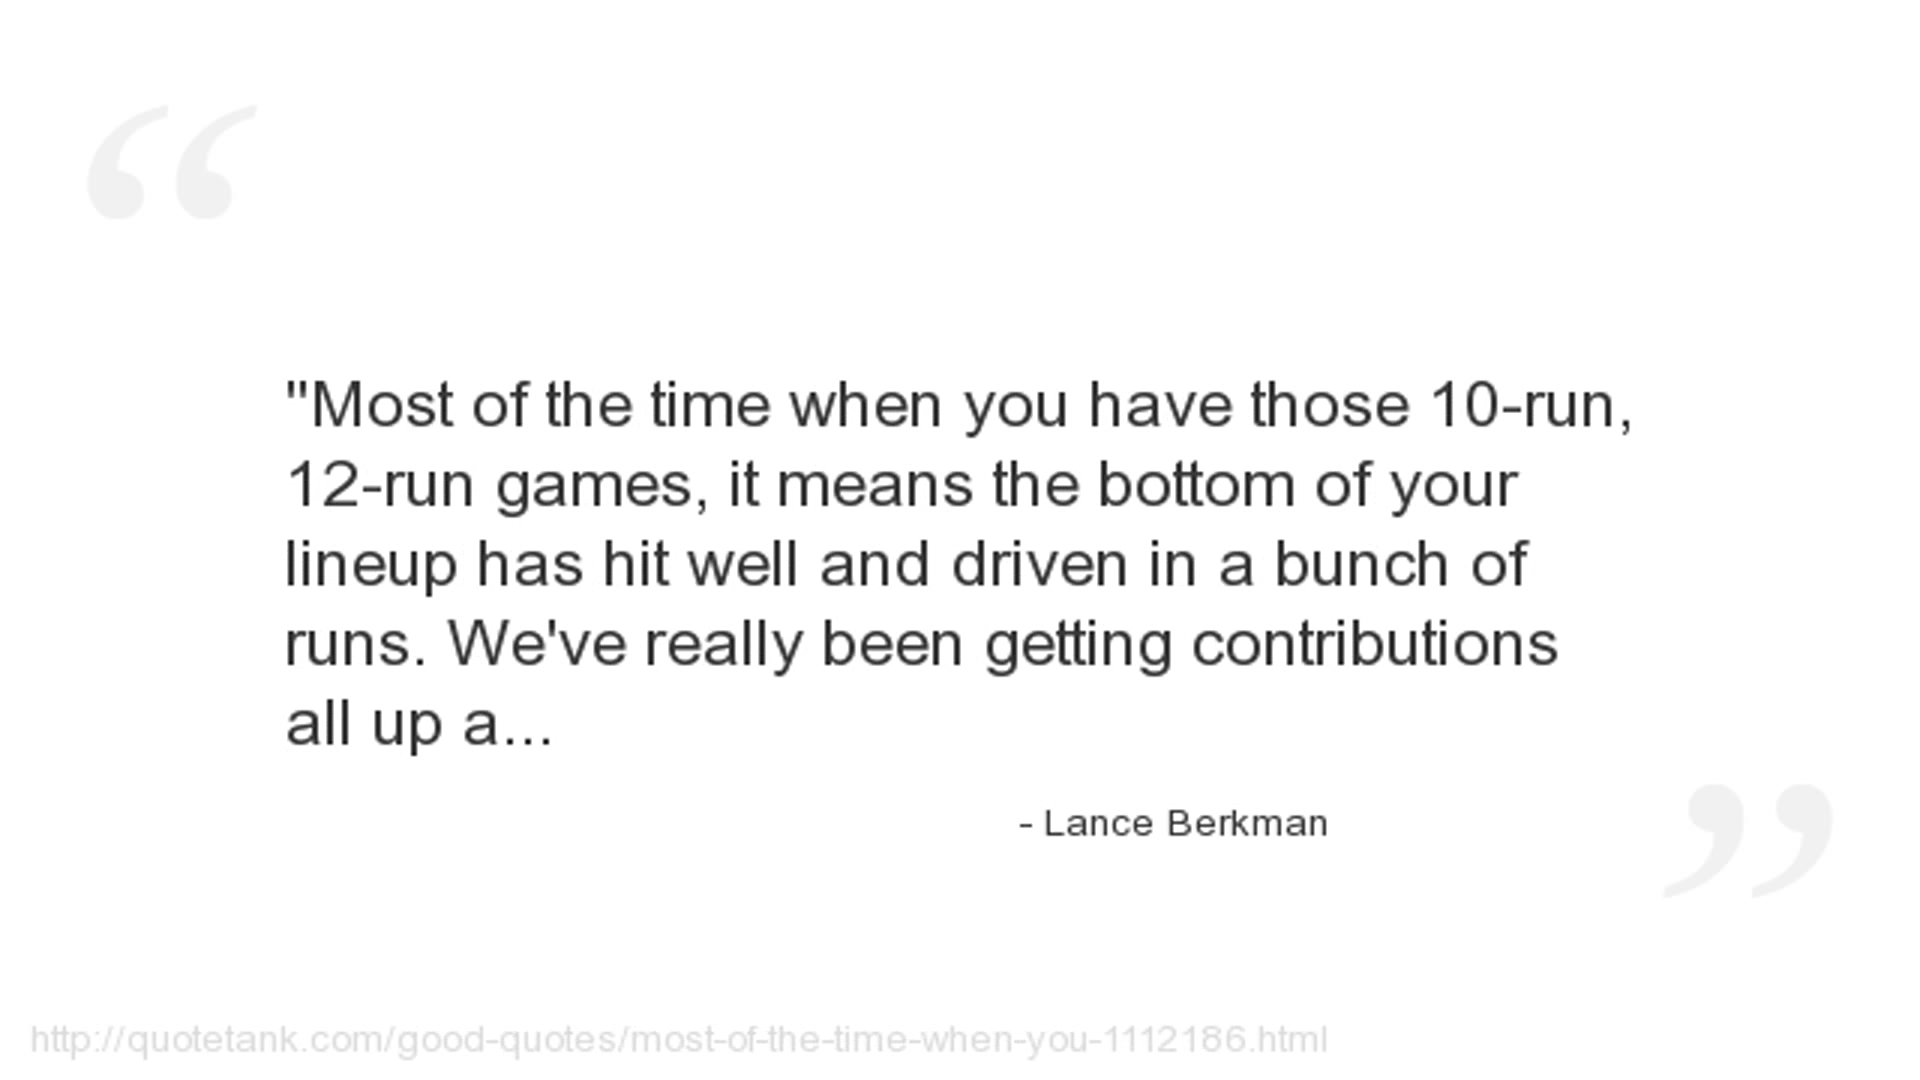 "Most of the time when you have those 10-run,
12-run games, it means the bottom of your
lineup has hit well and driven in a bunch of
runs. We've really been getting contributions
all up a...
- Lance Berkman
http://quotetank.com/good-quotes/most-of-the-time-when-you-1112186.html